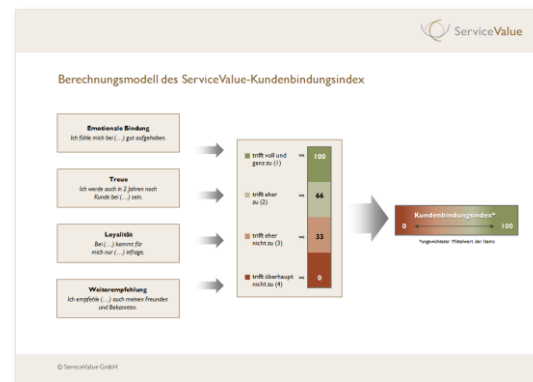 ServiceValue
Berechnungsmodell des ServiceValue-Kundenbindungsindex
Emotionale Bindung
Ich fühle mich bei (…) gut aufgehoben.
Treue
Ich werde auch in 2 Jahren noch
Kunde bei (…) sein.
Loyalität
Bei (…) kommt für
mich nur (…) infrage.
Weiterempfehlung
Ich empfehle (…) auch meinen Freunden
und Bekannten.
trifft voll und
ganz zu (1)
100
trifft eher
zu (2)
66
trifft eher
nicht zu (3)
33
trifft überhaupt
nicht zu (4)
0
Kundenbindungsindex*
0 100
*ungewichteter Mittelwert der Items
© ServiceValue GmbH